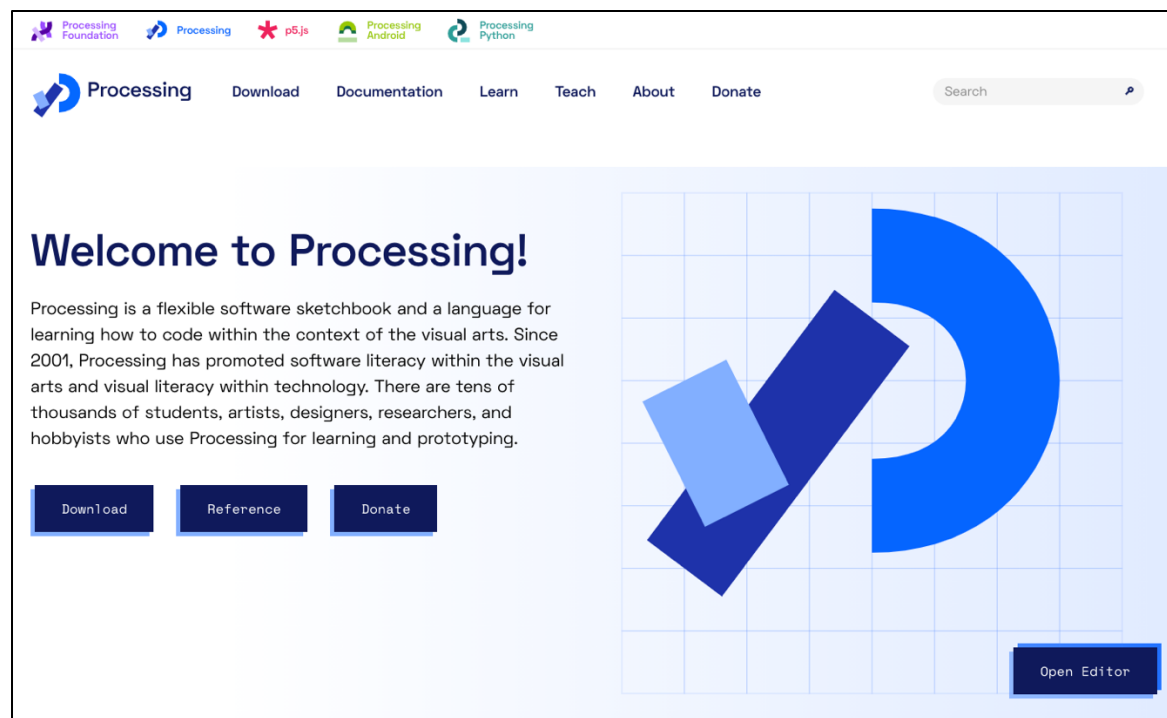 Processing
Foundation
Processing
p5.js
Processing
Android
Processing
Python
Processing
Download
Documentation
Learn
Teach
About
Donate
Search
Welcome to Processing!
Processing is a flexible software sketchbook and a language for
learning how to code within the context of the visual arts. Since
2001, Processing has promoted software literacy within the visual
arts and visual literacy within technology. There are tens of
thousands of students, artists, designers, researchers, and
hobbyists who use Processing for learning and prototyping.
Download
Reference
Donate
Open Editor